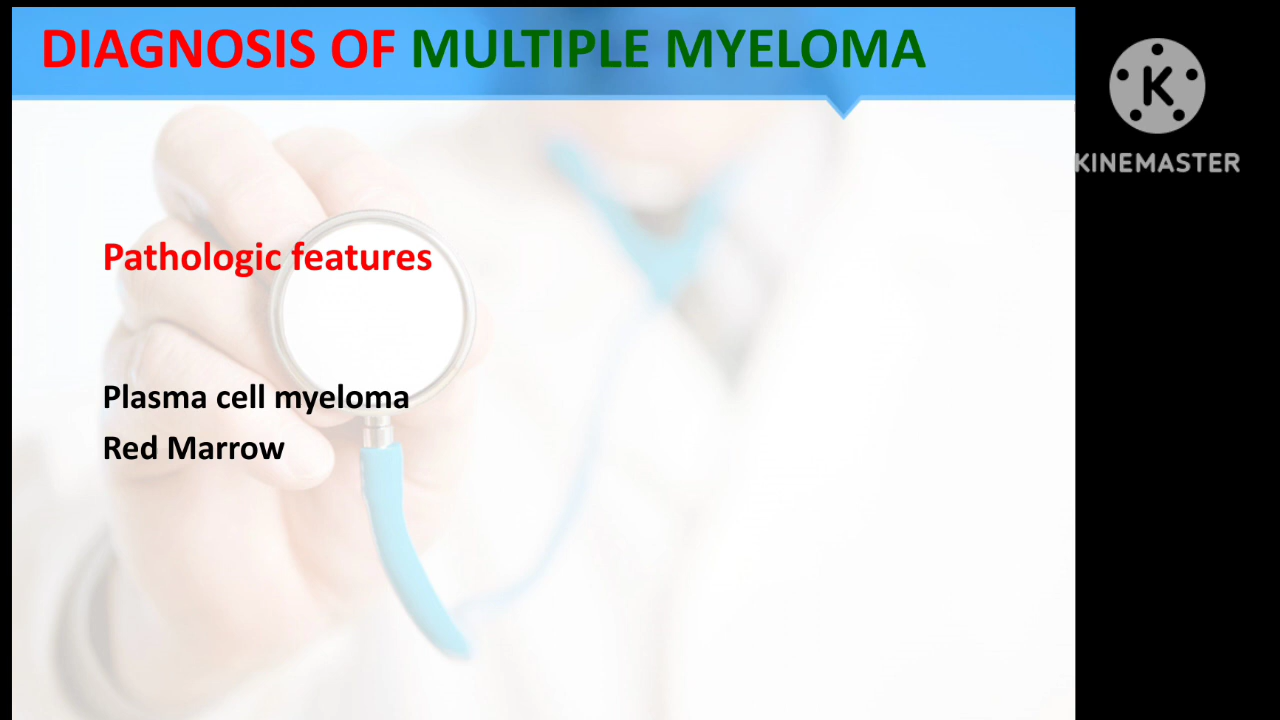 DIAGNOSIS OF MULTIPLE MYELOMA
K
KINEMASTER
Pathologic features
Plasma cell myeloma
Red Marrow